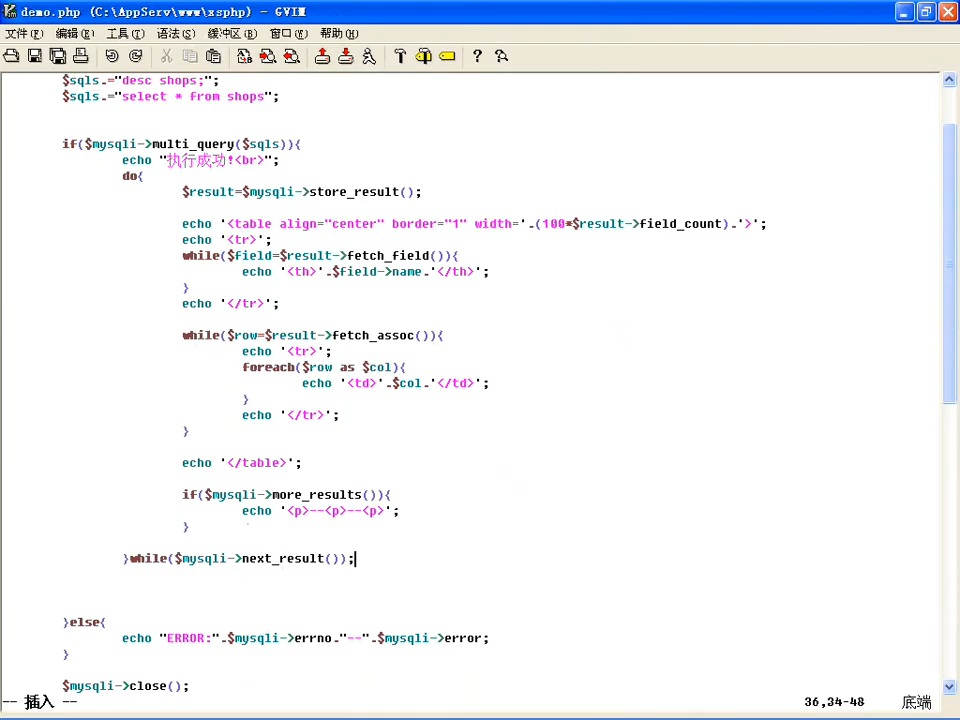 demo.php (C:\AppServ\www\xsphp) - GVIM
文件(F) 编辑(E) 工具(T) 语法(S) 缓冲区(B) 窗口(W) 帮助(H)
$sqls.="desc shops;";
$sqls.="select * from shops";
if($mysqli->multi_query($sqls)){
echo "执行成功!<br>";
do{
$result=$mysqli->store_result();
echo '<table align="center" border="1" width='.(100*$result->field_count).'>';
echo '<tr>';
while($field=$result->fetch_field()){
echo '<th>'.$field->name.'</th>';
}
echo '</tr>';
while($row=$result->fetch_assoc()){
echo '<tr>';
foreach($row as $col){
echo '<td>'.$col.'</td>';
}
echo '</tr>';
}
echo '</table>';
if($mysqli->more_results()){
echo '<p>--<p>--<p>';
}
}while($mysqli->next_result());
}else{
echo "ERROR:".$mysqli->errno."--".$mysqli->error;
}
$mysqli->close();
-- 插入 -- 36,34-48 底端